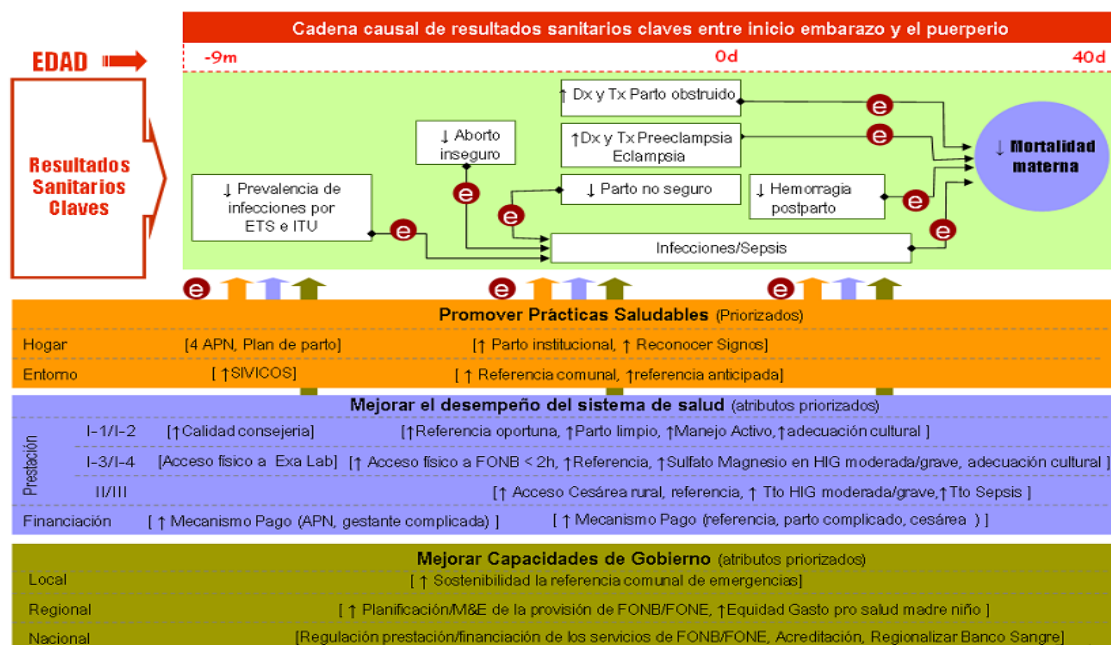 Cadena causal de resultados sanitarios claves entre inicio embarazo y el puerperio
EDAD
-9m
0d
40d
Resultados
Sanitarios
Claves
↑ Dx y Tx Parto obstruido
e
↓ Aborto
inseguro
↑Dx y Tx Preeclampsia
Eclampsia
e
↓ Mortalidad
materna
↓ Prevalencia de
infecciones por
ETS e ITU
e
e
↓ Parto no seguro
↓ Hemorragia
postparto
e
e
e
Infecciones/Sepsis
e
e
e
e
Promover Prácticas Saludables (Priorizados)
Hogar [4 APN, Plan de parto] [↑ Parto institucional, ↑ Reconocer Signos]
Entorno [ ↑SIVICOS] [ ↑ Referencia comunal, ↑referencia anticipada]
Mejorar el desempeño del sistema de salud (atributos priorizados)
Prestación
I-1/I-2 [↑Calidad consejeria] [↑Referencia oportuna, ↑Parto limpio, ↑Manejo Activo,↑adecuación cultural ]
I-3/I-4 [Acceso físico a Exa Lab] [↑ Acceso físico a FONB < 2h, ↑Referencia, ↑Sulfato Magnesio en HIG moderada/grave, adecuación cultural ]
II/III [↑ Acceso Cesárea rural, referencia, ↑ Tto HIG moderada/grave,↑Tto Sepsis ]
Financiación [ ↑ Mecanismo Pago (APN, gestante complicada) ] [ ↑ Mecanismo Pago (referencia, parto complicado, cesárea ) ]
Mejorar Capacidades de Gobierno (atributos priorizados)
Local [ ↑ Sostenibilidad la referencia comunal de emergencias]
Regional [ ↑ Planificación/M&E de la provisión de FONB/FONE, ↑Equidad Gasto pro salud madre niño ]
Nacional [Regulación prestación/financiación de los servicios de FONB/FONE, Acreditación, Regionalizar Banco Sangre]